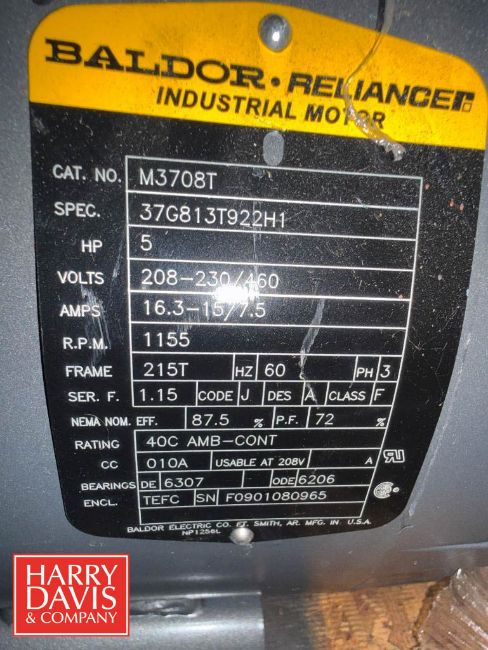 BALDOR • RELIANCER
INDUSTRIAL MOTOR
CAT. NO. M3708T
SPEC. 37G813T922H1
HP 5
VOLTS 208-230/460
AMPS 16.3-15/7.5
R.P.M. 1155
FRAME 215T HZ 60 PH 3
SER. F. 1.15 CODE J DES A CLASS F
NEMA NOM. EFF. 87.5 % P.F. 72 %
RATING 40C AMB-CONT
CC 010A USABLE AT 208V A
BEARINGS DE 6307 ODE 6206
ENCL. TEFC SN F0901080965
BALDOR ELECTRIC CO. FT. SMITH, AR. MFG. IN U.S.A.
NP1256L
HARRY
DAVIS
& COMPANY